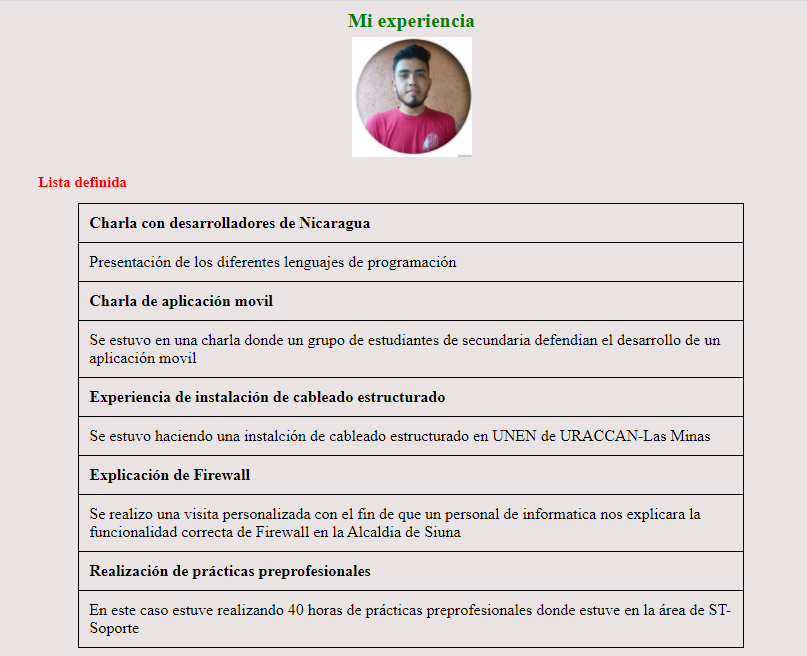 Mi experiencia
Lista definida
Charla con desarrolladores de Nicaragua
Presentación de los diferentes lenguajes de programación
Charla de aplicación movil
Se estuvo en una charla donde un grupo de estudiantes de secundaria defendian el desarrollo de un
aplicación movil
Experiencia de instalación de cableado estructurado
Se estuvo haciendo una instalción de cableado estructurado en UNEN de URACCAN-Las Minas
Explicación de Firewall
Se realizo una visita personalizada con el fin de que un personal de informatica nos explicara la
funcionalidad correcta de Firewall en la Alcaldia de Siuna
Realización de prácticas preprofesionales
En este caso estuve realizando 40 horas de prácticas preprofesionales donde estuve en la área de ST-
Soporte